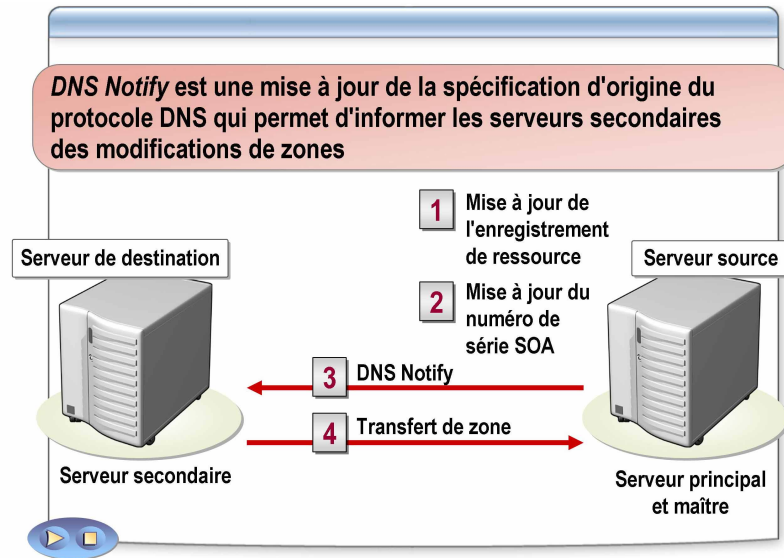 DNS Notify est une mise à jour de la spécification d'origine du
protocole DNS qui permet d'informer les serveurs secondaires
des modifications de zones
1
Mise à jour de
l'enregistrement
de ressource
Serveur de destination
Serveur source
2
Mise à jour du
numéro de
série SOA
3
DNS Notify
4
Transfert de zone
Serveur secondaire
Serveur principal
et maître